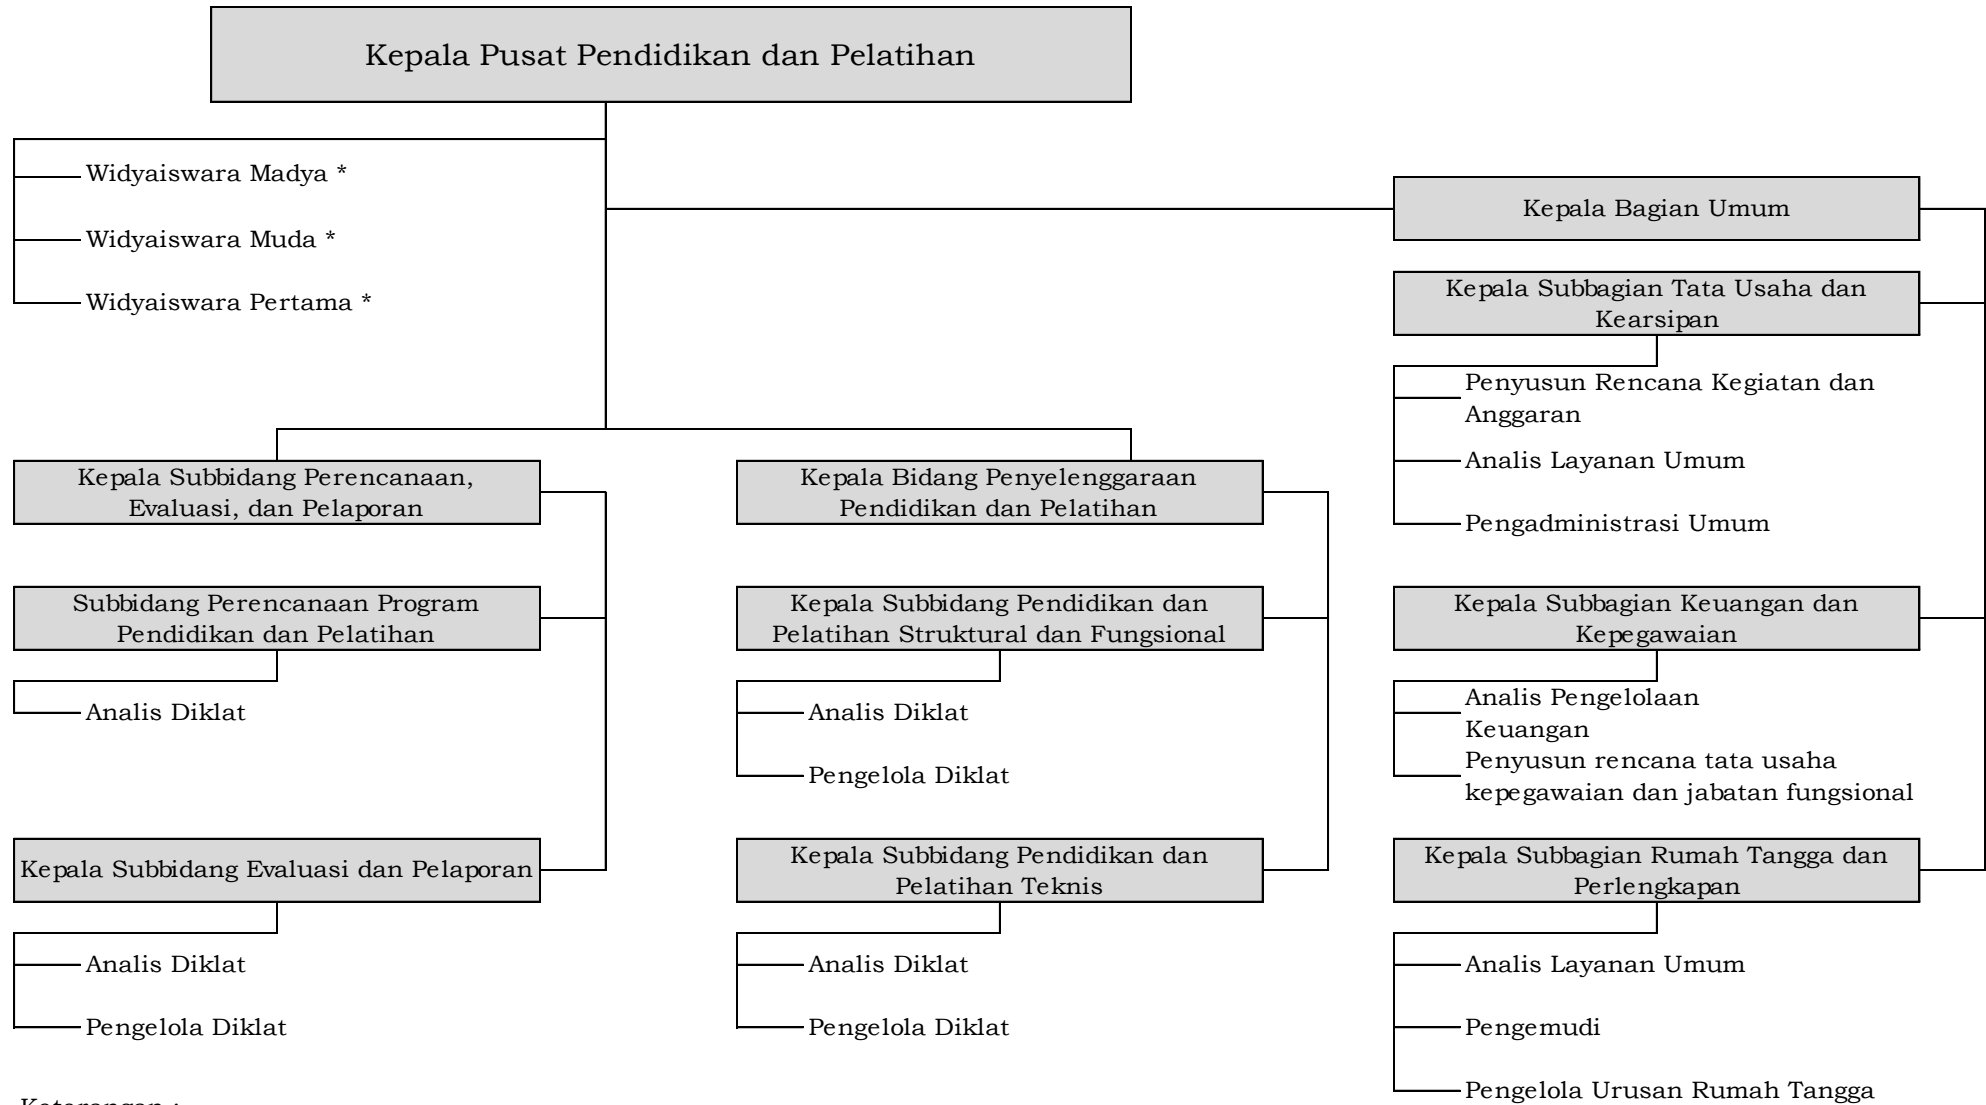 Kepala Pusat Pendidikan dan Pelatihan
Widyaiswara Madya *
Widyaiswara Muda *
Widyaiswara Pertama *
Kepala Bagian Umum
Kepala Subbagian Tata Usaha dan
Kearsipan
Penyusun Rencana Kegiatan dan
Anggaran
Analis Layanan Umum
Pengadministrasi Umum
Kepala Subbidang Perencanaan,
Evaluasi, dan Pelaporan
Subbidang Perencanaan Program
Pendidikan dan Pelatihan
Analis Diklat
Kepala Subbidang Evaluasi dan Pelaporan
Analis Diklat
Pengelola Diklat
Kepala Bidang Penyelenggaraan
Pendidikan dan Pelatihan
Kepala Subbidang Pendidikan dan
Pelatihan Struktural dan Fungsional
Analis Diklat
Pengelola Diklat
Kepala Subbidang Pendidikan dan
Pelatihan Teknis
Analis Diklat
Pengelola Diklat
Kepala Subbagian Keuangan dan
Kepegawaian
Analis Pengelolaan
Keuangan
Penyusun rencana tata usaha
kepegawaian dan jabatan fungsional
Kepala Subbagian Rumah Tangga dan
Perlengkapan
Analis Layanan Umum
Pengemudi
Pengelola Urusan Rumah Tangga
Keterangan :